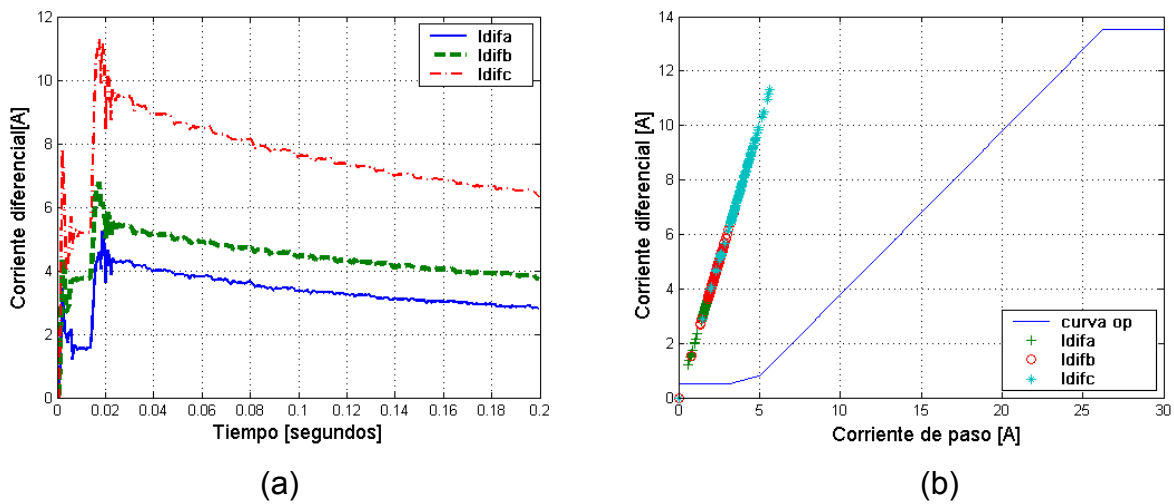 12
10
8
6
4
2
0
Corriente diferencial[A]
Idifa
Idifb
Idifc
0
0.02
0.04
0.06
0.08
0.1
0.12
0.14
0.16
0.18
0.2
Tiempo [segundos]
(a)
14
12
10
8
6
4
2
0
Corriente diferencial [A]
curva op
Idifa
Idifb
Idifc
0
5
10
15
20
25
30
Corriente de paso [A]
(b)